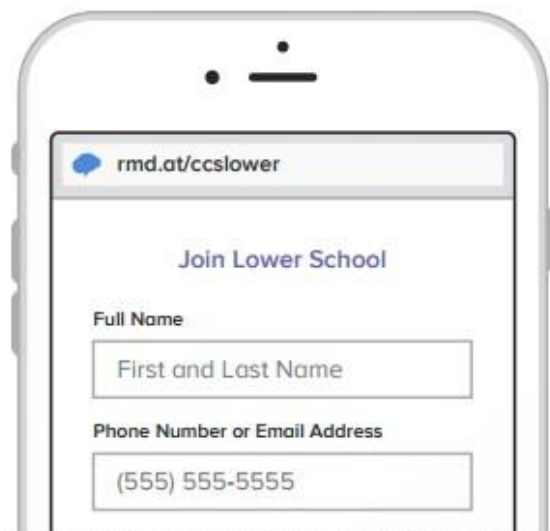 rmd.at/ccslower
Join Lower School
Full Name
First and Last Name
Phone Number or Email Address
(555) 555-5555